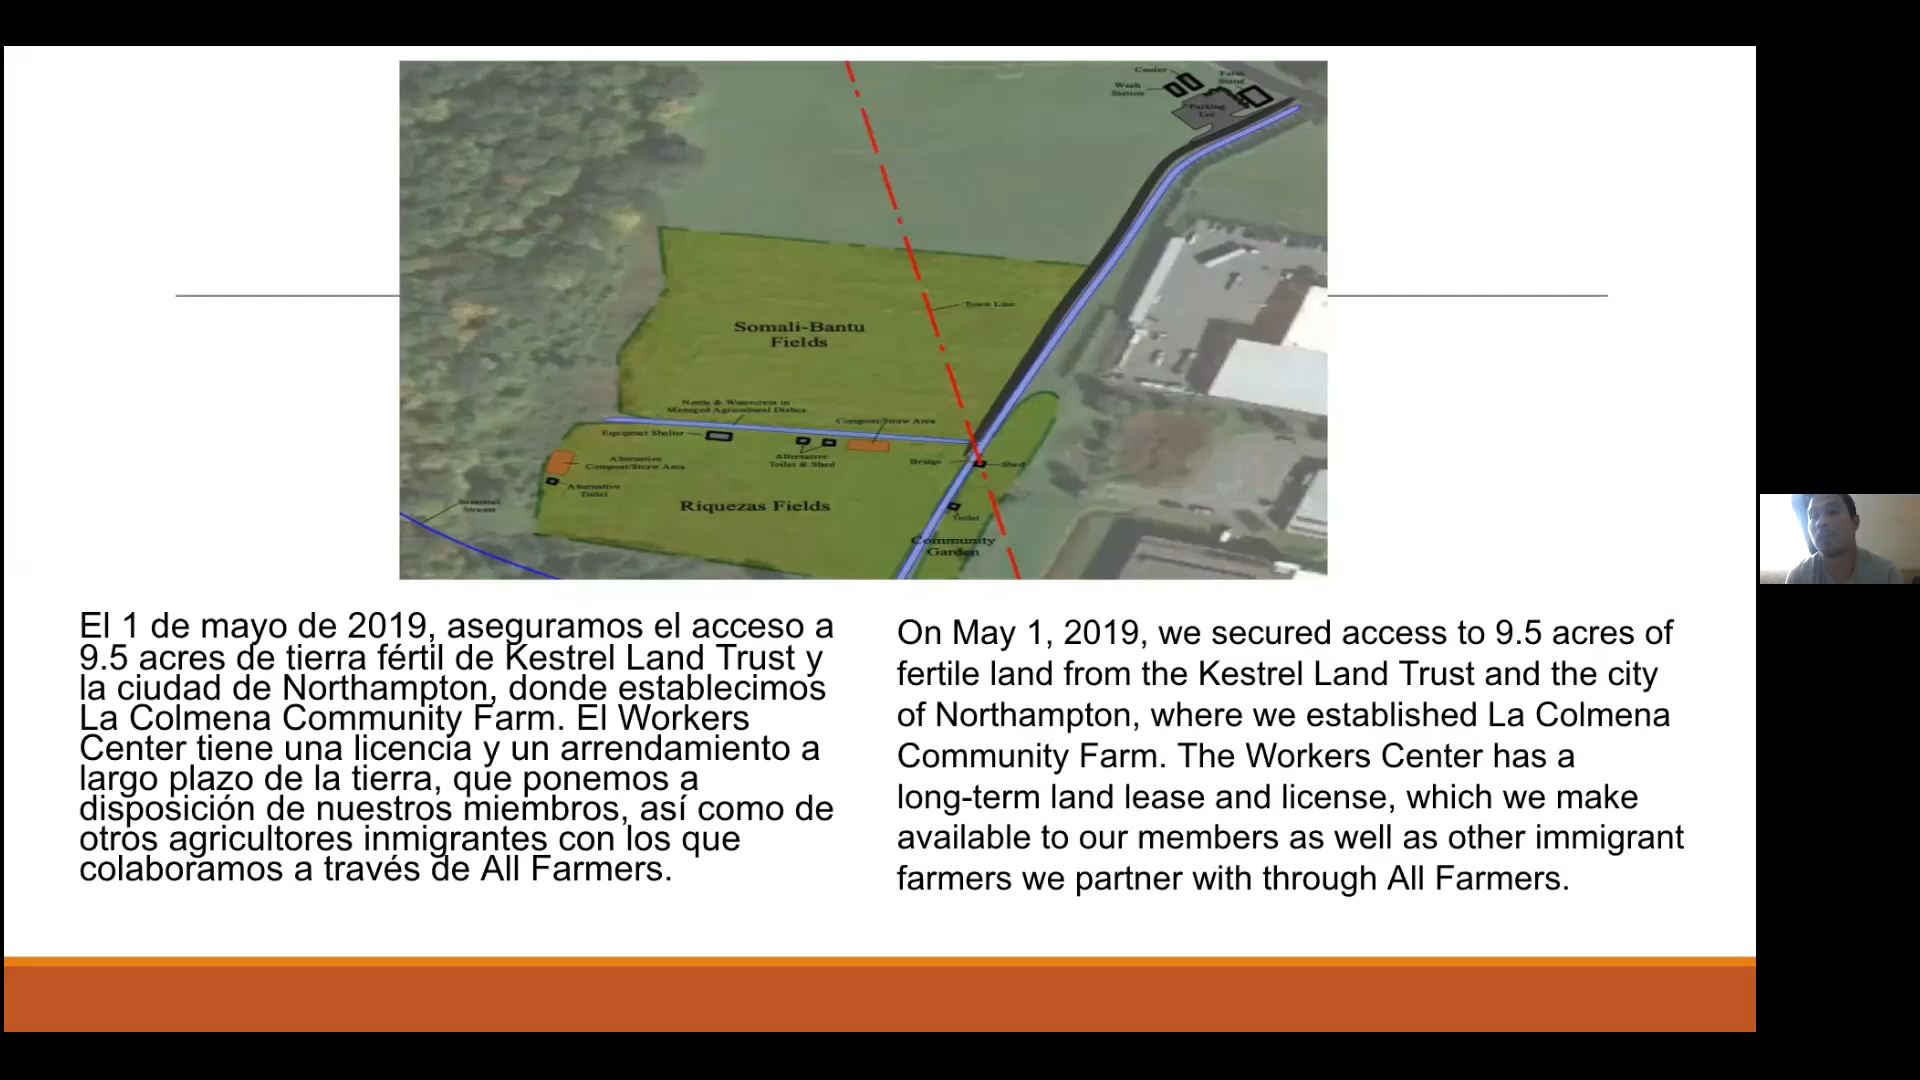 Cooler
Farm
Stand
Wash
Station
Parking
Lot
Town Line
Somali-Bantu
Fields
Nettle & Watercress in
Managed Agricultural Ditches
Compost/Straw Area
Equipment Shelter
Alternative
Toilet & Shed
Alternative
Compost/Straw Area
Bridge
Shed
Alternative
Toilet
Seasonal
Stream
Riquezas Fields
Toilet
Community
Garden
El 1 de mayo de 2019, aseguramos el acceso a
9.5 acres de tierra fértil de Kestrel Land Trust y
la ciudad de Northampton, donde establecimos
La Colmena Community Farm. El Workers
Center tiene una licencia y un arrendamiento a
largo plazo de la tierra, que ponemos a
disposición de nuestros miembros, así como de
otros agricultores inmigrantes con los que
colaboramos a través de All Farmers.
On May 1, 2019, we secured access to 9.5 acres of
fertile land from the Kestrel Land Trust and the city
of Northampton, where we established La Colmena
Community Farm. The Workers Center has a
long-term land lease and license, which we make
available to our members as well as other immigrant
farmers we partner with through All Farmers.